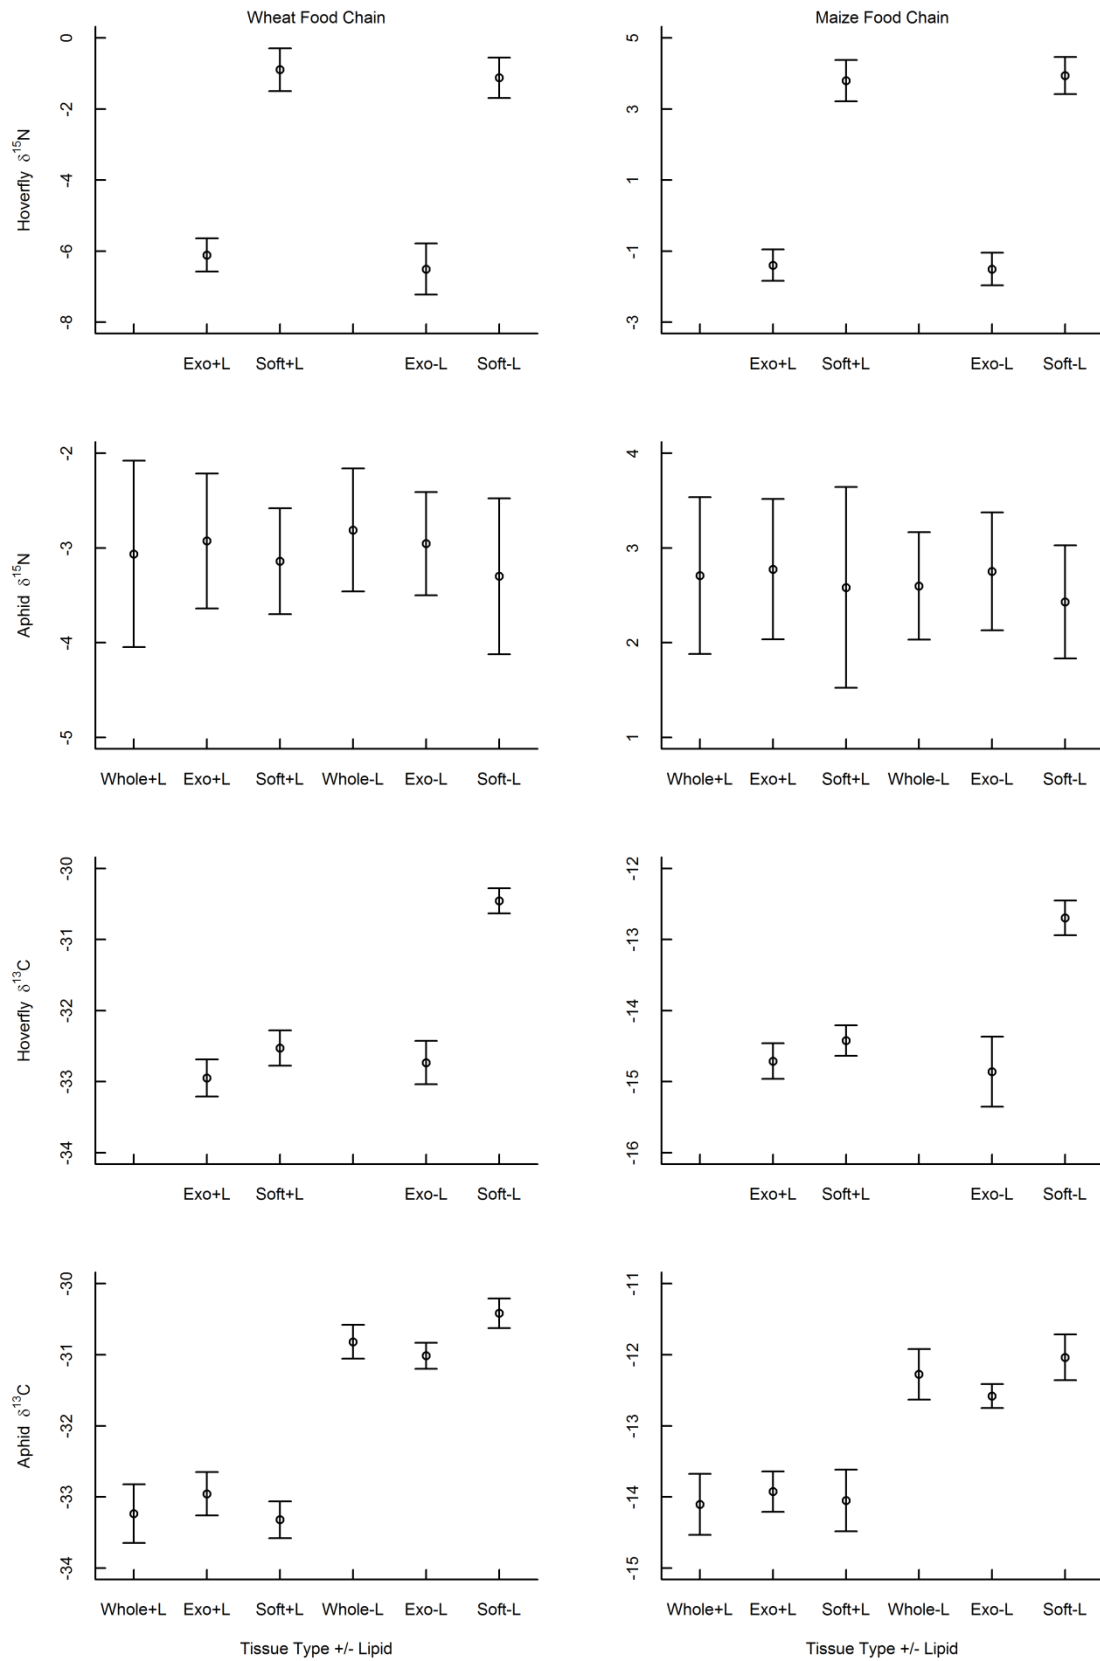 Wheat Food Chain
Maize Food Chain
Hoverfly δ¹⁵N
0
-2
-4
-6
-8
Exo+L Soft+L Exo-L Soft-L
5
3
1
-1
-3
Exo+L Soft+L Exo-L Soft-L
Aphid δ¹⁵N
-2
-3
-4
-5
Whole+L Exo+L Soft+L Whole-L Exo-L Soft-L
4
3
2
1
Whole+L Exo+L Soft+L Whole-L Exo-L Soft-L
Hoverfly δ¹³C
-30
-31
-32
-33
-34
Exo+L Soft+L Exo-L Soft-L
-12
-13
-14
-15
-16
Exo+L Soft+L Exo-L Soft-L
Aphid δ¹³C
-30
-31
-32
-33
-34
Whole+L Exo+L Soft+L Whole-L Exo-L Soft-L
Tissue Type +/- Lipid
-11
-12
-13
-14
-15
Whole+L Exo+L Soft+L Whole-L Exo-L Soft-L
Tissue Type +/- Lipid